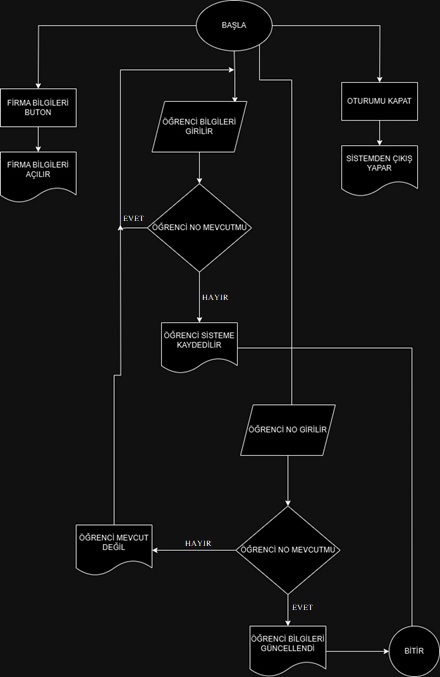 BAŞLA
FİRMA BİLGİLERİ
BUTON
OTURUMU KAPAT
ÖĞRENCİ BİLGİLERİ
GİRİLİR
FİRMA BİLGİLERİ
AÇILIR
SİSTEMDEN ÇIKIŞ
YAPAR
EVET
ÖĞRENCİ NO MEVCUTMU
HAYIR
ÖĞRENCİ SİSTEME
KAYDEDİLİR
ÖĞRENCİ NO GİRİLİR
ÖĞRENCİ MEVCUT
DEĞİL
HAYIR
ÖĞRENCİ NO MEVCUTMU
EVET
ÖĞRENCİ BİLGİLERİ
GÜNCELLENDİ
BİTİR